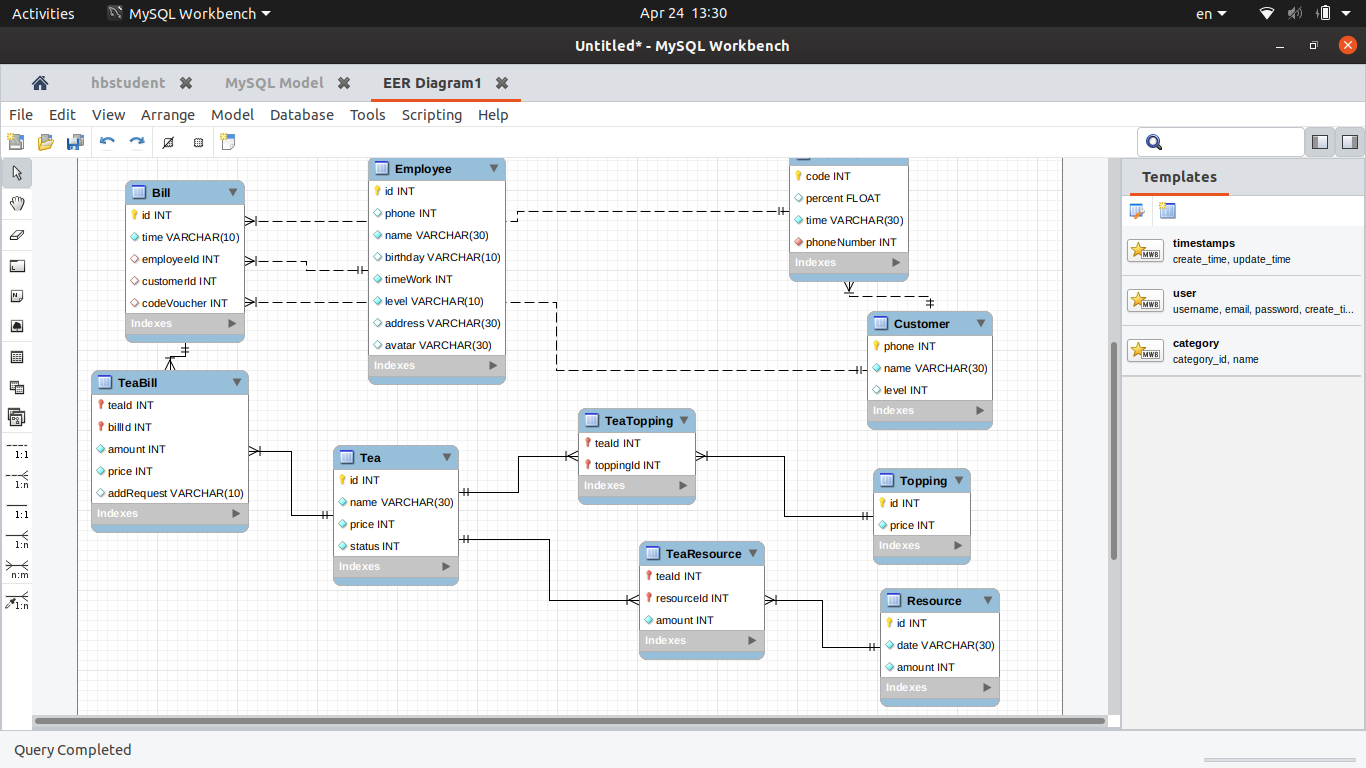 Activities
MySQL Workbench
Apr 24 13:30
en
Untitled* - MySQL Workbench
hbstudent
MySQL Model
EER Diagram1
File Edit View Arrange Model Database Tools Scripting Help
Bill
id INT
time VARCHAR(10)
employeeId INT
customerId INT
codeVoucher INT
Indexes
Employee
id INT
phone INT
name VARCHAR(30)
birthday VARCHAR(10)
timeWork INT
level VARCHAR(10)
address VARCHAR(30)
avatar VARCHAR(30)
Indexes
code INT
percent FLOAT
time VARCHAR(30)
phoneNumber INT
Indexes
Customer
phone INT
name VARCHAR(30)
level INT
Indexes
TeaBill
teaId INT
billId INT
amount INT
price INT
addRequest VARCHAR(10)
Indexes
Tea
id INT
name VARCHAR(30)
price INT
status INT
Indexes
TeaTopping
teaId INT
toppingId INT
Indexes
Topping
id INT
price INT
Indexes
TeaResource
teaId INT
resourceId INT
amount INT
Indexes
Resource
id INT
date VARCHAR(30)
amount INT
Indexes
1:1
1:n
1:1
1:n
n:m
1:n
Templates
MWB
timestamps
create_time, update_time
MWB
user
username, email, password, create_ti...
MWB
category
category_id, name
Query Completed